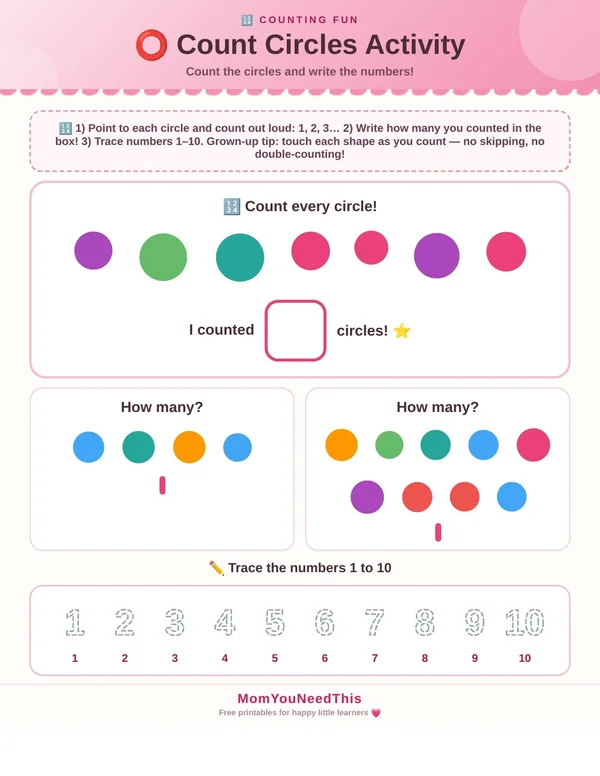 🔢 COUNTING FUN
⭕ Count Circles Activity
Count the circles and write the numbers!
🔢 1) Point to each circle and count out loud: 1, 2, 3… 2) Write how many you counted in the
box! 3) Trace numbers 1–10. Grown-up tip: touch each shape as you count — no skipping, no
double-counting!
🔢 Count every circle!
I counted circles! ⭐
How many?
How many?
✏️ Trace the numbers 1 to 10
1 2 3 4 5 6 7 8 9 10
1 2 3 4 5 6 7 8 9 10
MomYouNeedThis
Free printables for happy little learners 💗